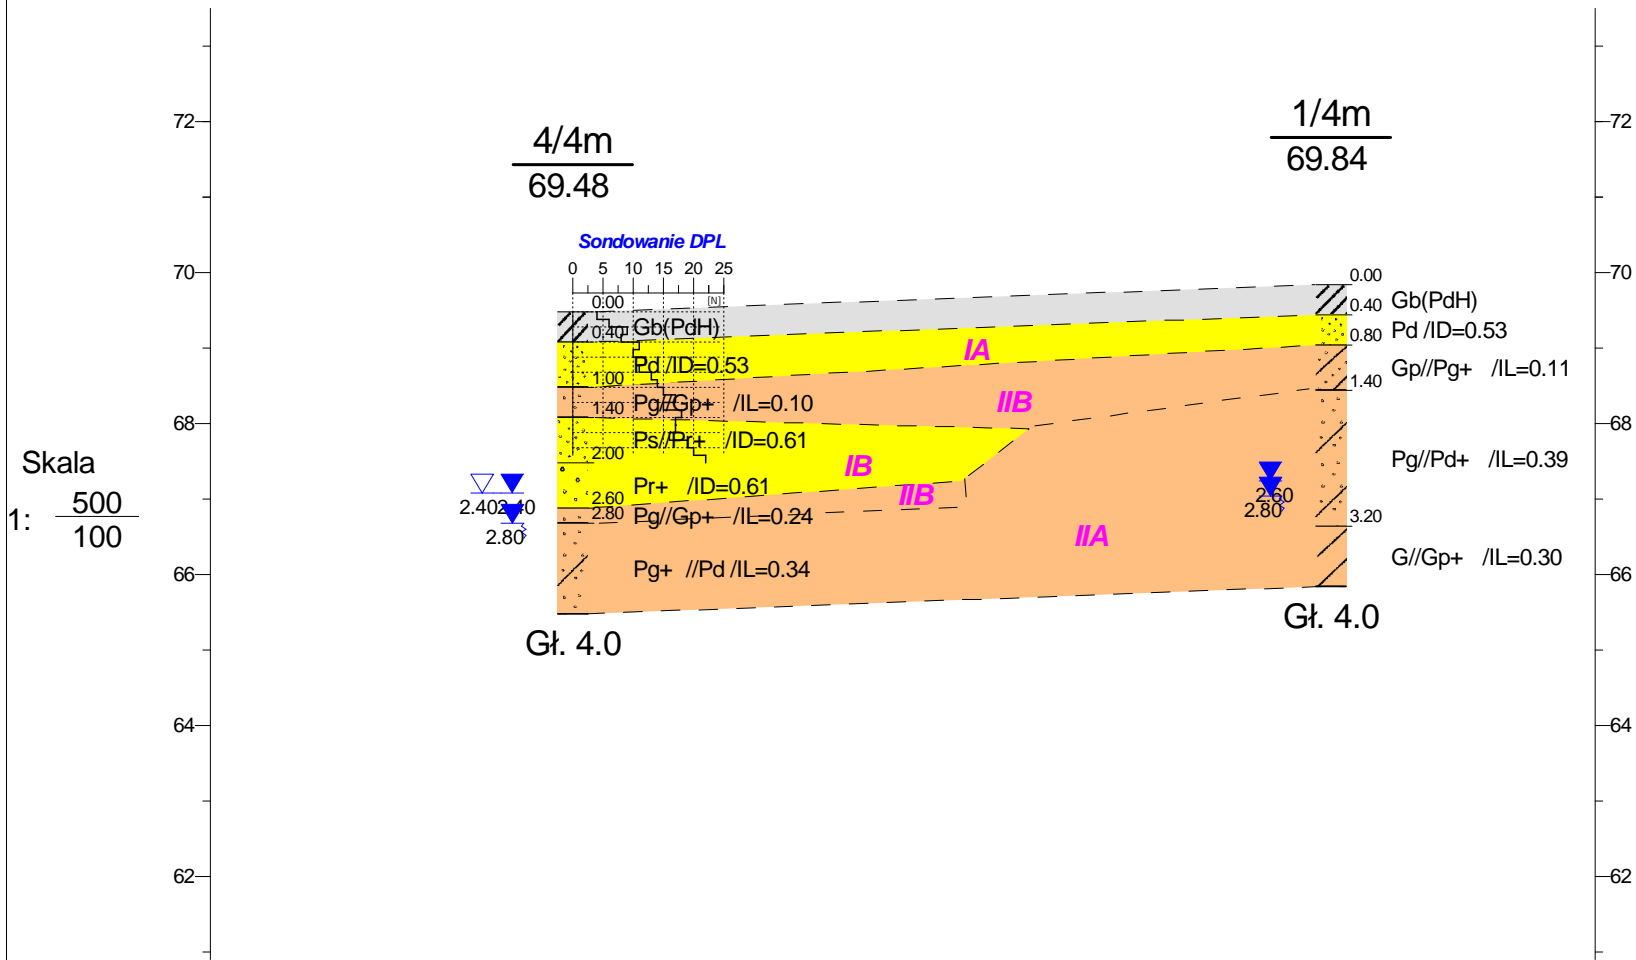 72
72
4/4m
69.48
1/4m
69.84
Sondowanie DPL
0 5 10 15 20 25
[N]
70
70
0.00
0.40
1.00
1.40
2.00
2.60
2.80
Gb(PdH)
Pd /ID=0.53
Pg//Gp+ /IL=0.10
Ps//Pr+ /ID=0.61
Pr+ /ID=0.61
Pg//Gp+ /IL=0.24
Pg+ //Pd /IL=0.34
IA
IIB
IB
IIB
IIA
0.00
0.40
0.80
1.40
3.20
Gb(PdH)
Pd /ID=0.53
Gp//Pg+ /IL=0.11
Pg//Pd+ /IL=0.39
G//Gp+ /IL=0.30
68
68
Skala
1: 500
100
2.40
2.40
2.80
2.60
2.80
66
66
Gł. 4.0
Gł. 4.0
64
64
62
62